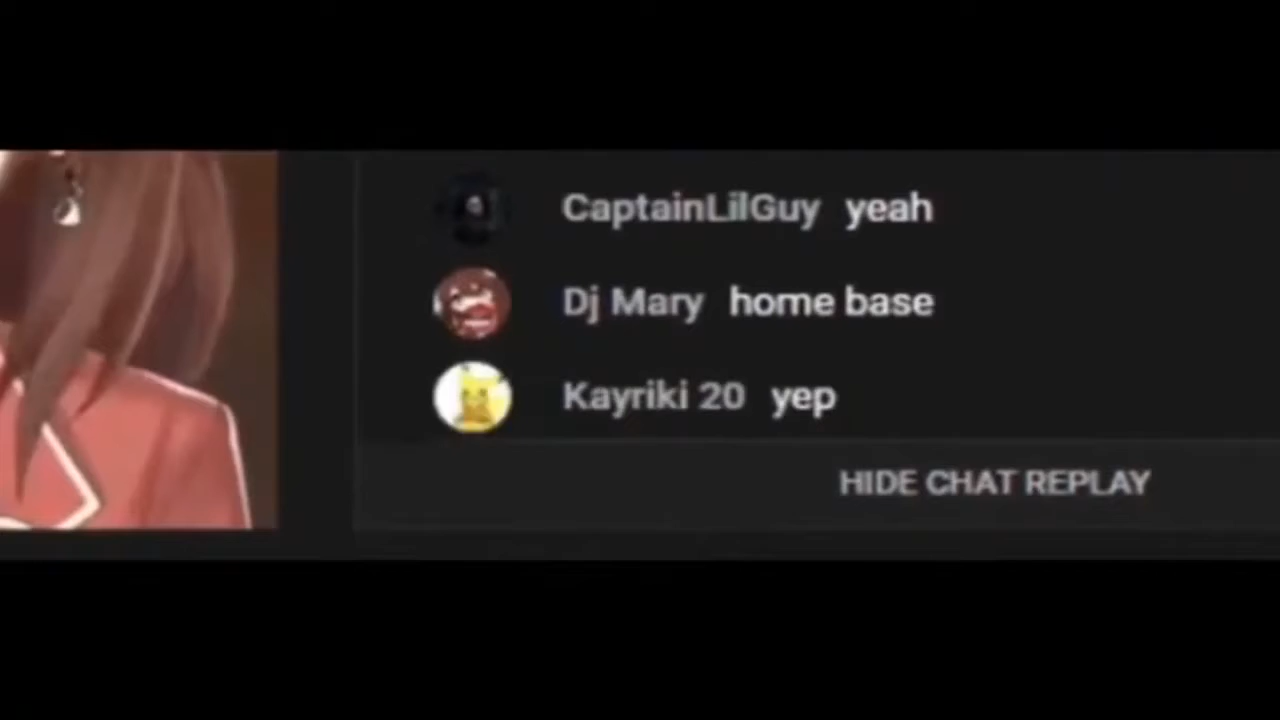 CaptainLilGuy yeah
Dj Mary home base
Kayriki 20 yep
HIDE CHAT REPLAY